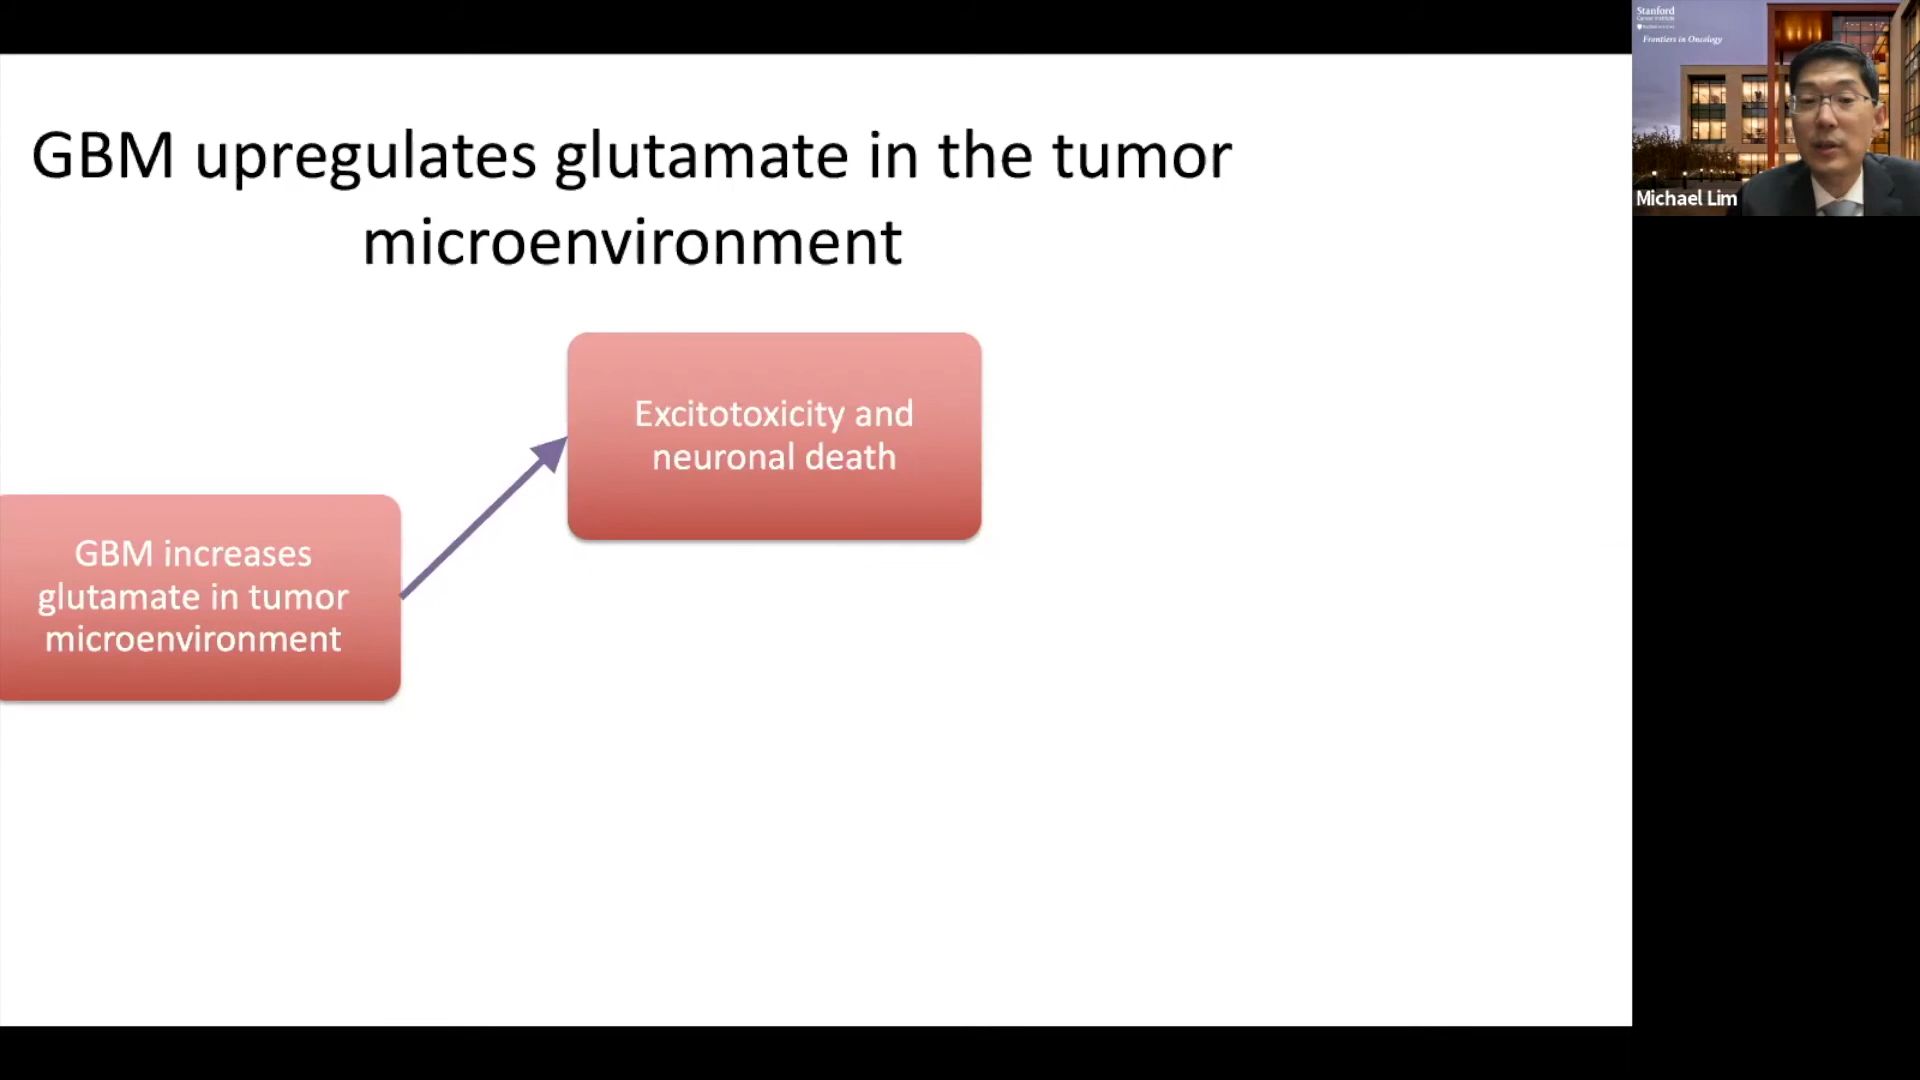 GBM upregulates glutamate in the tumor
microenvironment
Excitotoxicity and
neuronal death
GBM increases
glutamate in tumor
microenvironment
Stanford
Frontiers in Oncology
Michael Lim